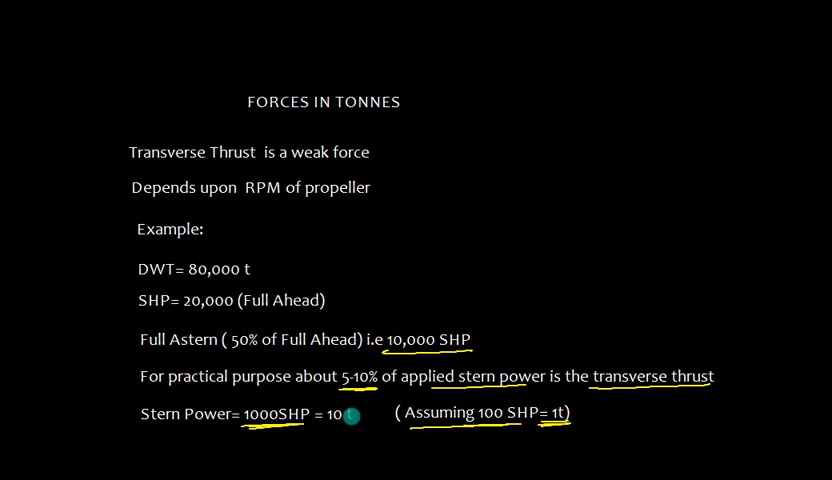 FORCES IN TONNES
Transverse Thrust is a weak force
Depends upon RPM of propeller
Example:
DWT= 80,000 t
SHP= 20,000 (Full Ahead)
Full Astern ( 50% of Full Ahead) i.e 10,000 SHP
For practical purpose about 5-10% of applied stern power is the transverse thrust
Stern Power= 1000SHP = 10 t ( Assuming 100 SHP= 1t)